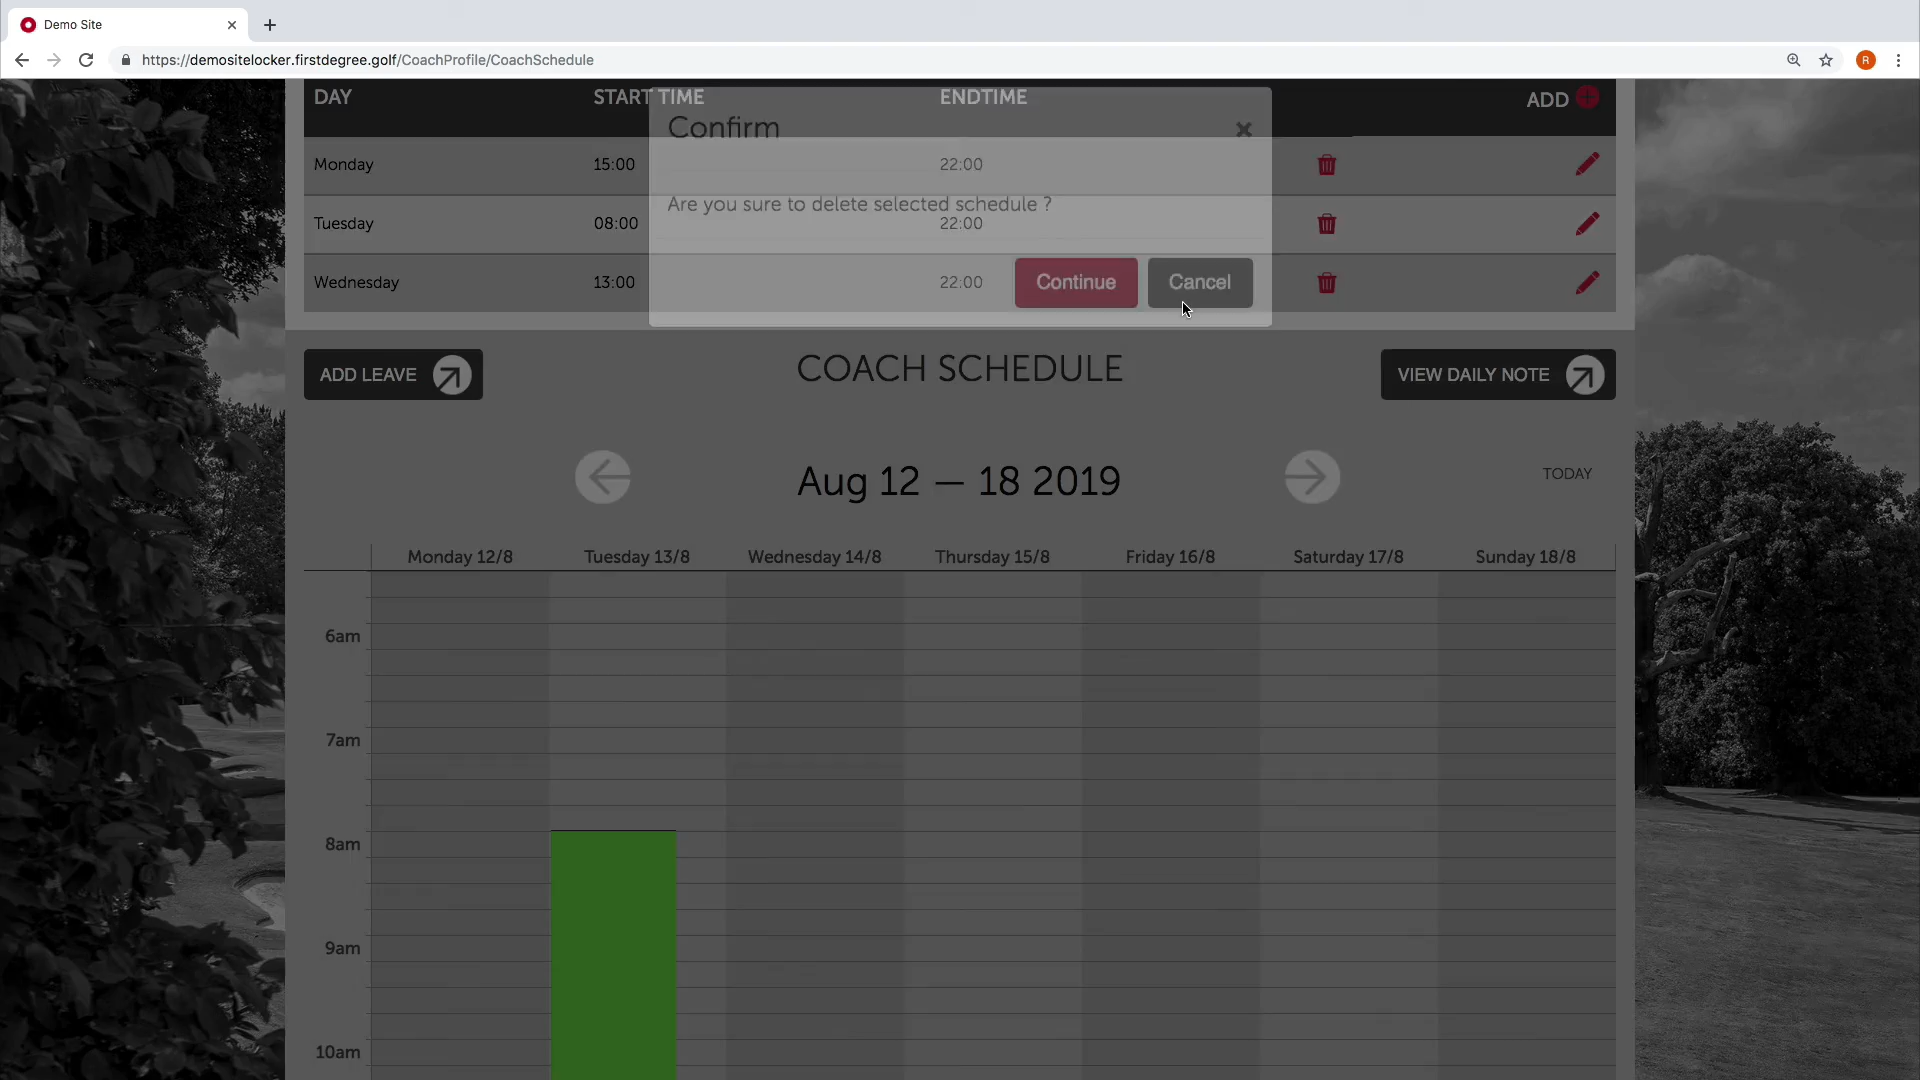 Demo Site
https://demositelocker.firstdegree.golf/CoachProfile/CoachSchedule
R
DAY START TIME ENDTIME ADD
Confirm
Monday 15:00 22:00
Are you sure to delete selected schedule ?
Tuesday 08:00 22:00
Wednesday 13:00 22:00
Continue Cancel
ADD LEAVE COACH SCHEDULE VIEW DAILY NOTE
Aug 12 — 18 2019 TODAY
Monday 12/8 Tuesday 13/8 Wednesday 14/8 Thursday 15/8 Friday 16/8 Saturday 17/8 Sunday 18/8
6am
7am
8am
9am
10am